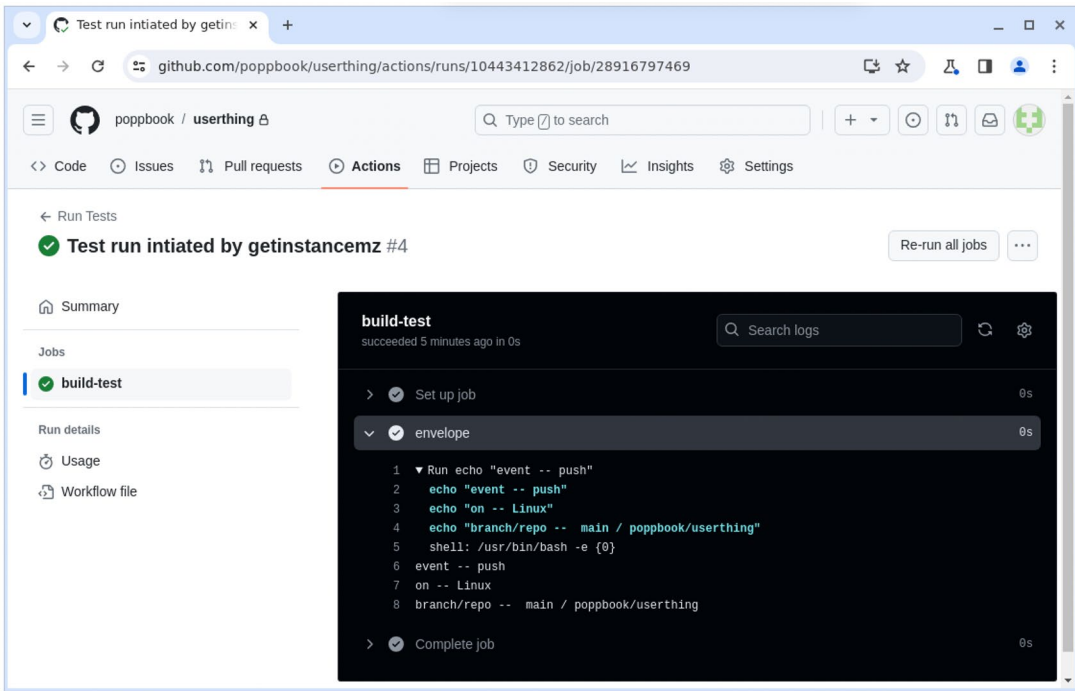 Test run intiated by getins
github.com/poppbook/userthing/actions/runs/10443412862/job/28916797469
poppbook / userthing
Type / to search
Code Issues Pull requests Actions Projects Security Insights Settings
Run Tests
Test run intiated by getinstancemz #4
Re-run all jobs
Summary
Jobs
build-test
Run details
Usage
Workflow file
build-test
succeeded 5 minutes ago in 0s
Search logs
Set up job 0s
envelope 0s
1 ▼ Run echo "event -- push"
2 echo "event -- push"
3 echo "on -- Linux"
4 echo "branch/repo --  main / poppbook/userthing"
5 shell: /usr/bin/bash -e {0}
6 event -- push
7 on -- Linux
8 branch/repo --  main / poppbook/userthing
Complete job 0s